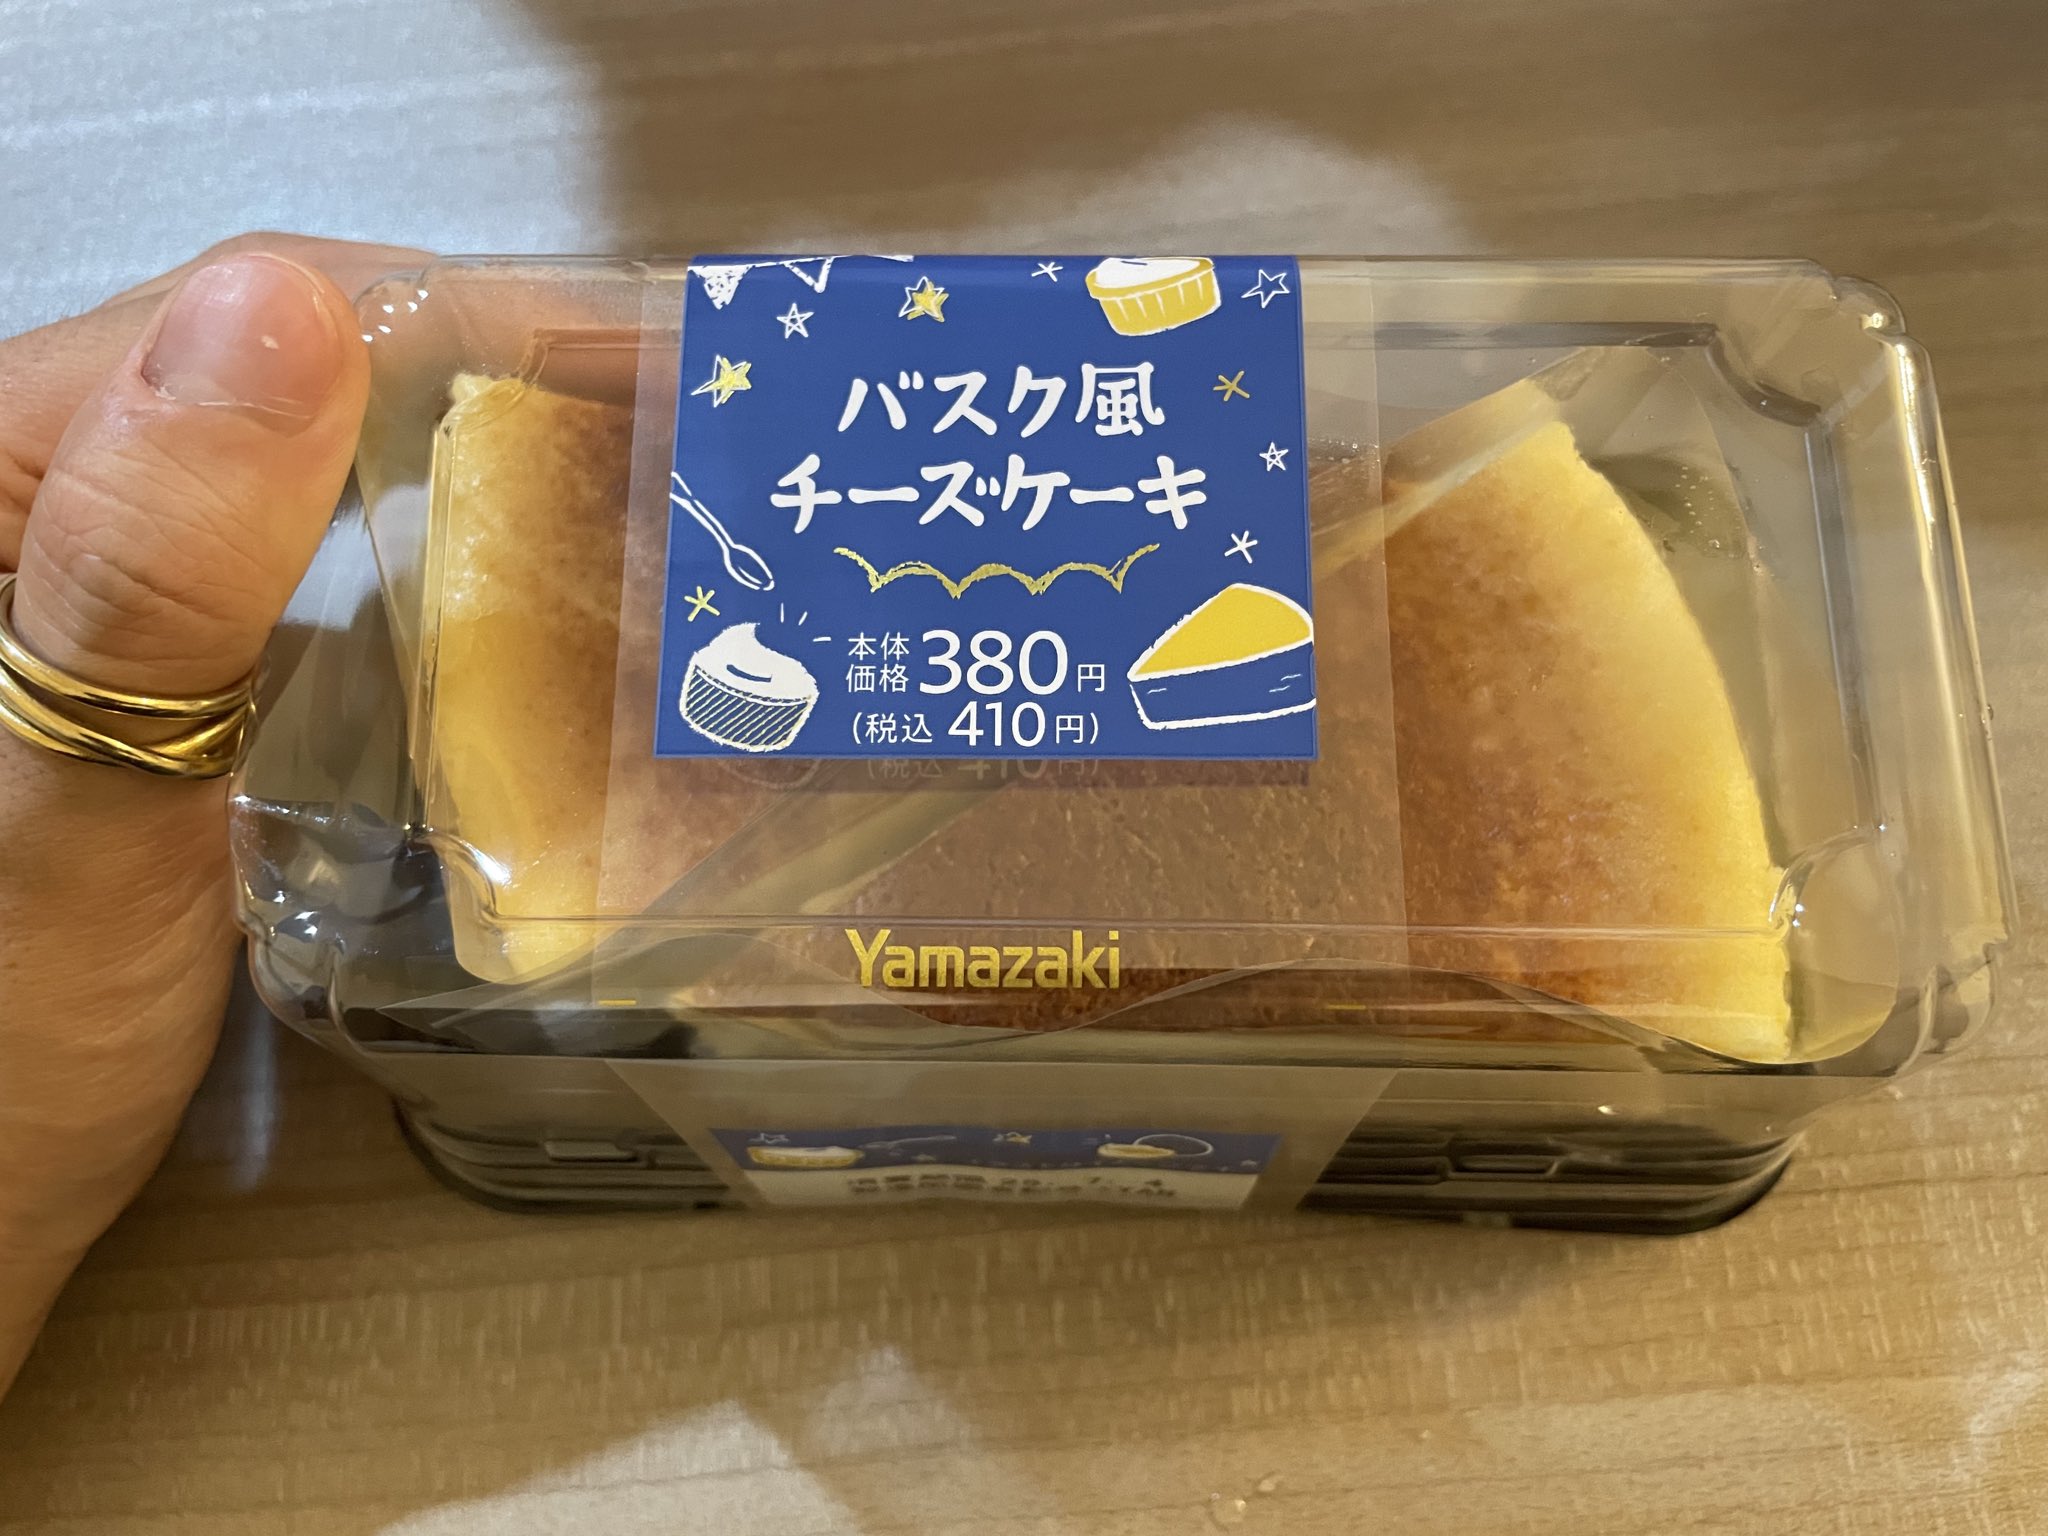 バスク風
チーズケーキ
本体
価格 380円
(税込 410円)
Yamazaki